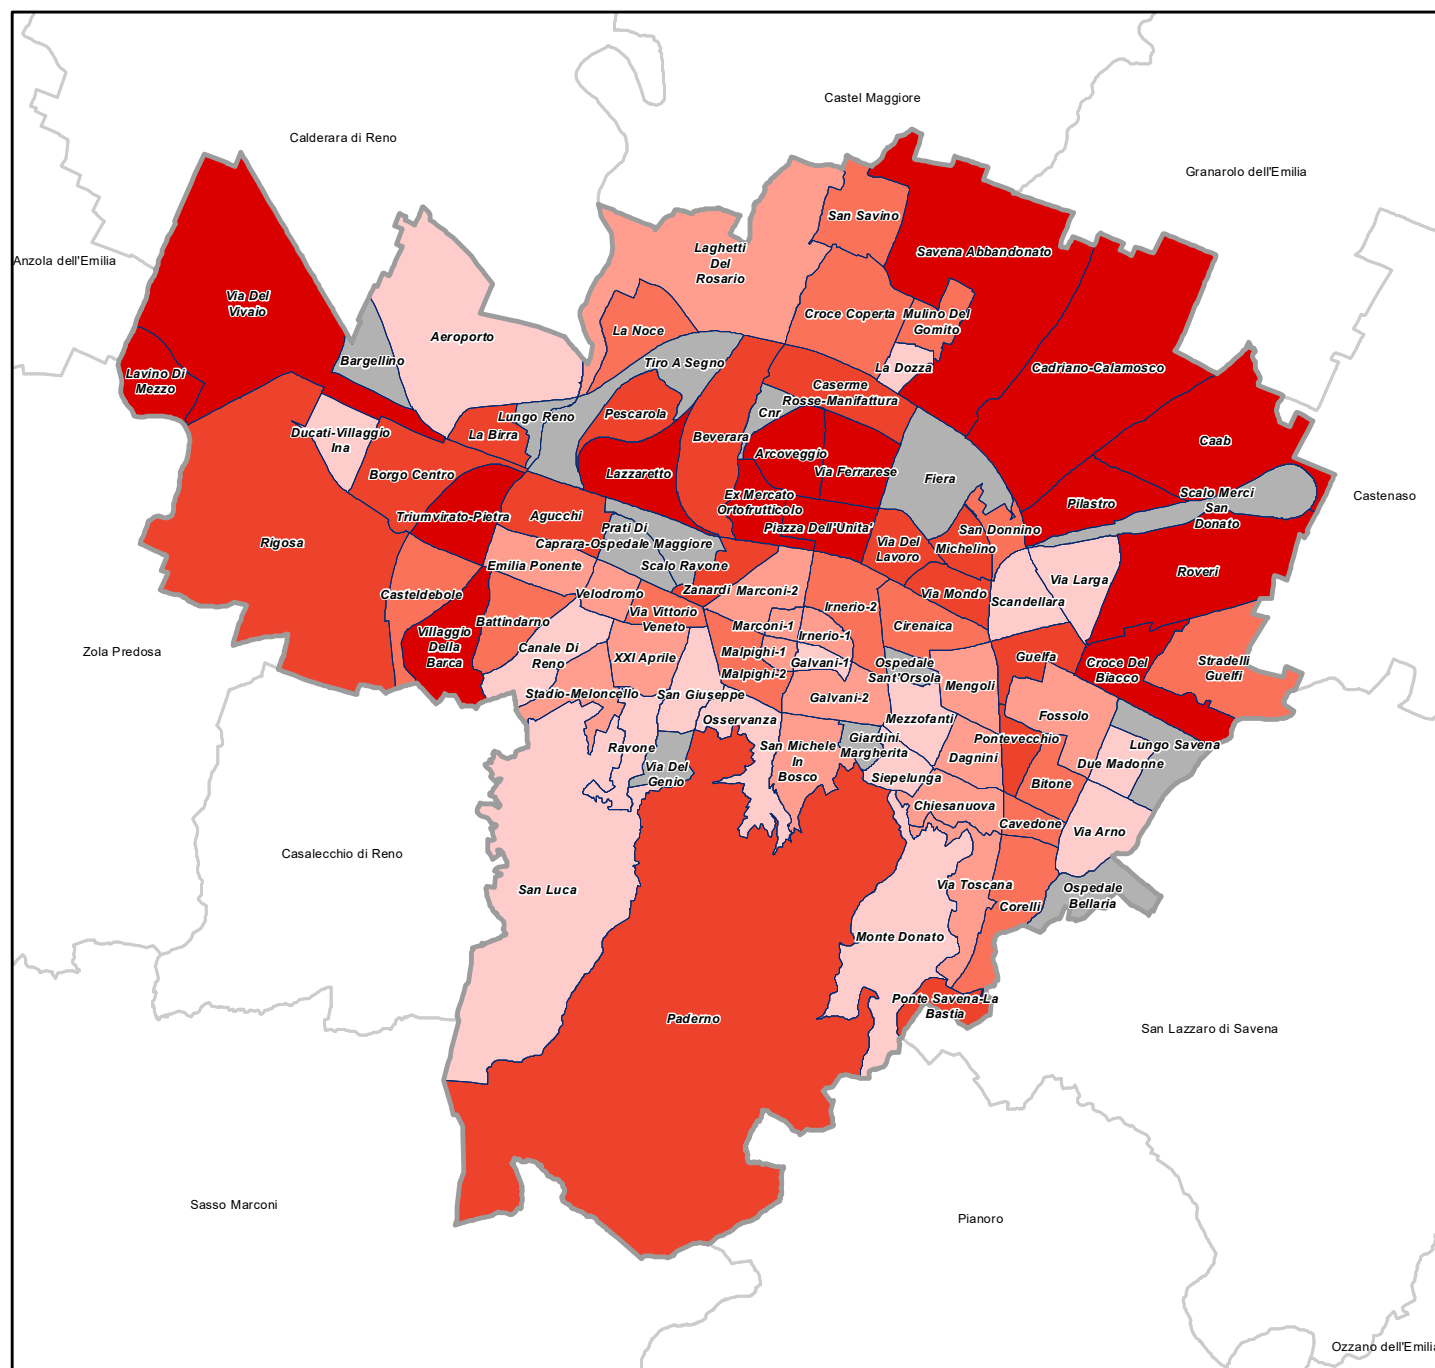 Castel Maggiore
Calderara di Reno
Granarolo dell'Emilia
Anzola dell'Emilia
San Savino
Laghetti
Del
Rosario
Savena Abbandonato
Via Del
Vivaio
Croce Coperta
Mulino Del
Gomito
La Noce
Aeroporto
Bargellino
Tiro A Segno
La Dozza
Cadriano-Calamosco
Lavino Di
Mezzo
Caserme
Rosse-Manifattura
Lungo Reno
Pescarola
Cnr
Ducati-Villaggio
Ina
La Birra
Beverara
Caab
Borgo Centro
Lazzaretto
Arcoveggio
Via Ferrarese
Fiera
Scalo Merci
San
Donato
Castenaso
Ex Mercato
Ortofrutticolo
Pilastro
Triumvirato-Pietra
Agucchi
Prati Di
Caprara-Ospedale Maggiore
Piazza Dell'Unita'
San Donnino
Rigosa
Via Del
Lavoro
Michelino
Emilia Ponente
Scalo Ravone
Roveri
Via Larga
Casteldebole
Velodromo
Zanardi
Marconi-2
Via Mondo
Scandellara
Irnerio-2
Via Vittorio
Veneto
Battindarno
Marconi-1
Irnerio-1
Cirenaica
Villaggio
Della
Barca
Canale Di
Reno
XXI Aprile
Malpighi-1
Galvani-1
Ospedale
Sant'Orsola
Guelfa
Croce Del
Biacco
Stradelli
Guelfi
Zola Predosa
Malpighi-2
Mengoli
Stadio-Meloncello
San Giuseppe
Galvani-2
Osservanza
Mezzofanti
Fossolo
Ravone
San Michele
In
Bosco
Giardini
Margherita
Pontevecchio
Lungo Savena
Dagnini
Due Madonne
Via Del
Genio
Siepelunga
Bitone
Chiesanuova
Cavedone
Via Arno
Casalecchio di Reno
San Luca
Via Toscana
Corelli
Ospedale
Bellaria
Monte Donato
Ponte Savena-La
Bastia
Paderno
San Lazzaro di Savena
Sasso Marconi
Pianoro
Ozzano dell'Emilia